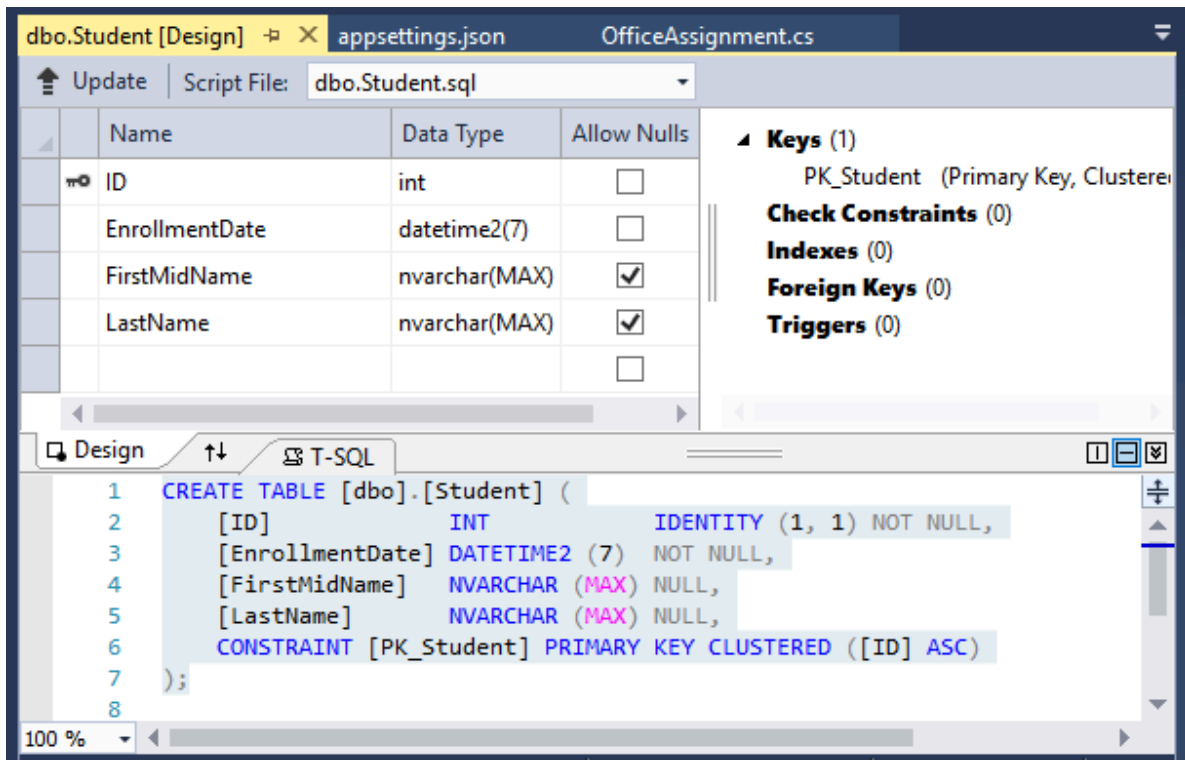 dbo.Student [Design] appsettings.json OfficeAssignment.cs
Update Script File: dbo.Student.sql
Name Data Type Allow Nulls
ID int
EnrollmentDate datetime2(7)
FirstMidName nvarchar(MAX)
LastName nvarchar(MAX)
Keys (1)
PK_Student (Primary Key, Clustere
Check Constraints (0)
Indexes (0)
Foreign Keys (0)
Triggers (0)
Design T-SQL
1 CREATE TABLE [dbo].[Student] (
2 [ID] INT IDENTITY (1, 1) NOT NULL,
3 [EnrollmentDate] DATETIME2 (7) NOT NULL,
4 [FirstMidName] NVARCHAR (MAX) NULL,
5 [LastName] NVARCHAR (MAX) NULL,
6 CONSTRAINT [PK_Student] PRIMARY KEY CLUSTERED ([ID] ASC)
7 );
8
100 %